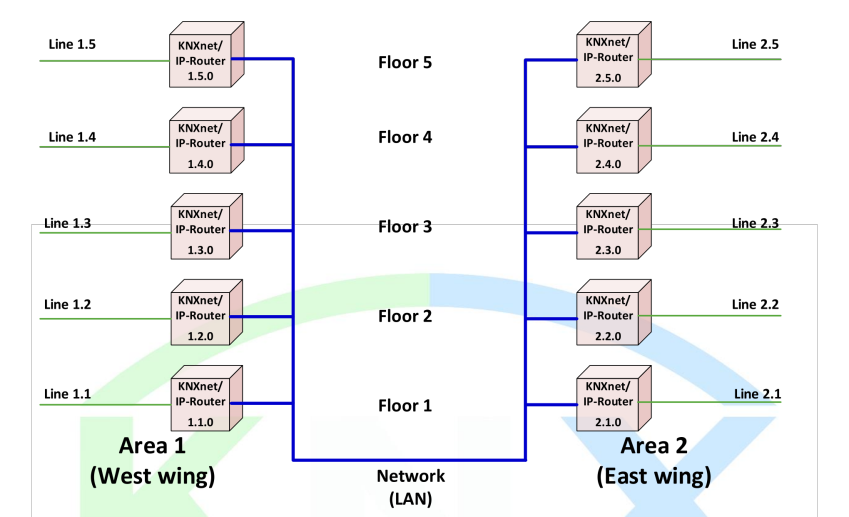 Line 1.5
KNXnet/
IP-Router
1.5.0
Floor 5
KNXnet/
IP-Router
2.5.0
Line 2.5
Line 1.4
KNXnet/
IP-Router
1.4.0
Floor 4
KNXnet/
IP-Router
2.4.0
Line 2.4
Line 1.3
KNXnet/
IP-Router
1.3.0
Floor 3
KNXnet/
IP-Router
2.3.0
Line 2.3
Line 1.2
KNXnet/
IP-Router
1.2.0
Floor 2
KNXnet/
IP-Router
2.2.0
Line 2.2
Line 1.1
KNXnet/
IP-Router
1.1.0
Floor 1
KNXnet/
IP-Router
2.1.0
Line 2.1
Area 1
(West wing)
Network
(LAN)
Area 2
(East wing)